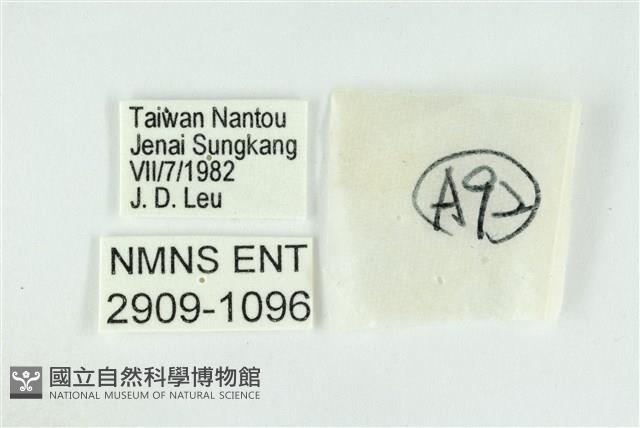 Taiwan Nantou
Jenai Sungkang
VII/7/1982
J. D. Leu
NMNS ENT
2909-1096
A92
國立自然科學博物館
NATIONAL MUSEUM OF NATURAL SCIENCE